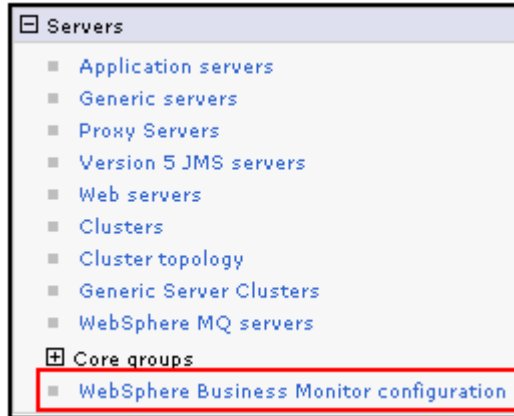 Servers
Application servers
Generic servers
Proxy Servers
Version 5 JMS servers
Web servers
Clusters
Cluster topology
Generic Server Clusters
WebSphere MQ servers
Core groups
WebSphere Business Monitor configuration